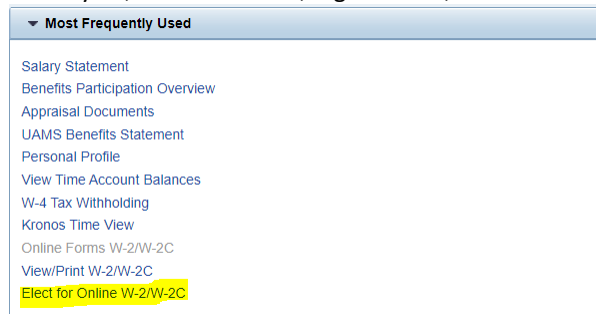 Most Frequently Used
Salary Statement
Benefits Participation Overview
Appraisal Documents
UAMS Benefits Statement
Personal Profile
View Time Account Balances
W-4 Tax Withholding
Kronos Time View
Online Forms W-2/W-2C
View/Print W-2/W-2C
Elect for Online W-2/W-2C